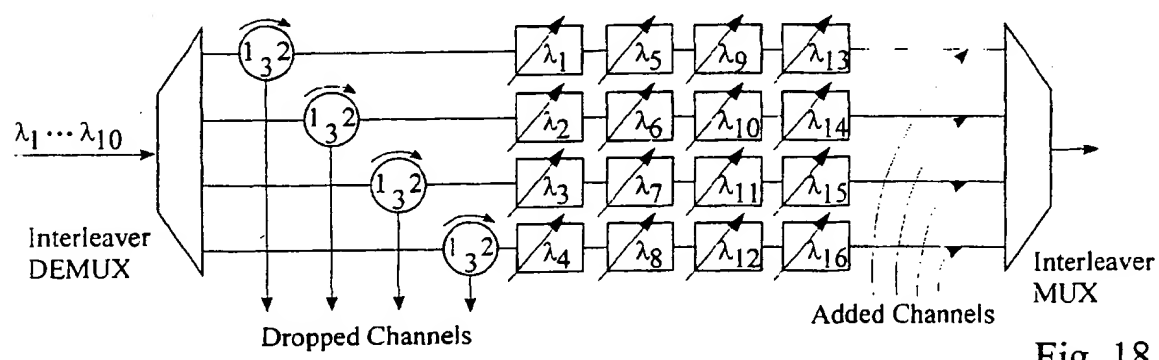 1 3 2 λ1 λ5 λ9 λ13
1 3 2 λ2 λ6 λ10 λ14
λ1 ··· λ10
1 3 2 λ3 λ7 λ11 λ15
1 3 2 λ4 λ8 λ12 λ16
Interleaver
DEMUX
Interleaver
MUX
Dropped Channels
Added Channels
Fig. 18